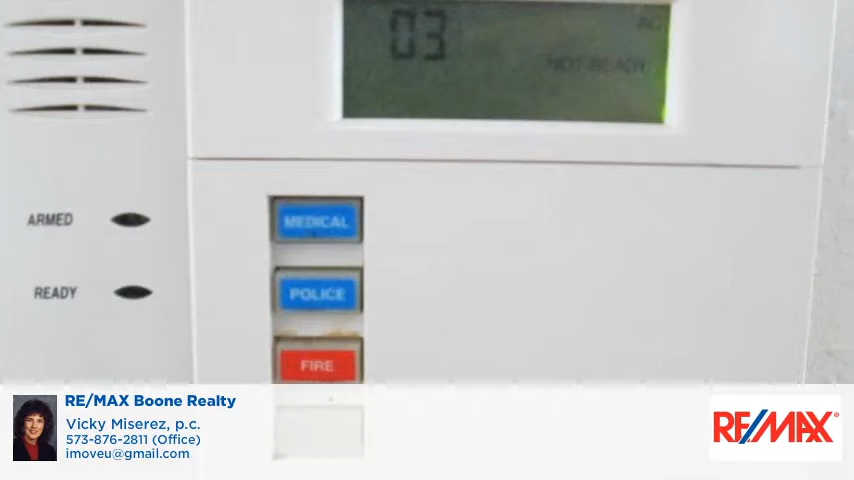 03
AC
NOT READY
ARMED
MEDICAL
READY
POLICE
FIRE
RE/MAX Boone Realty
Vicky Miserez, p.c.
573-876-2811 (Office)
imoveu@gmail.com
RE/MAX®